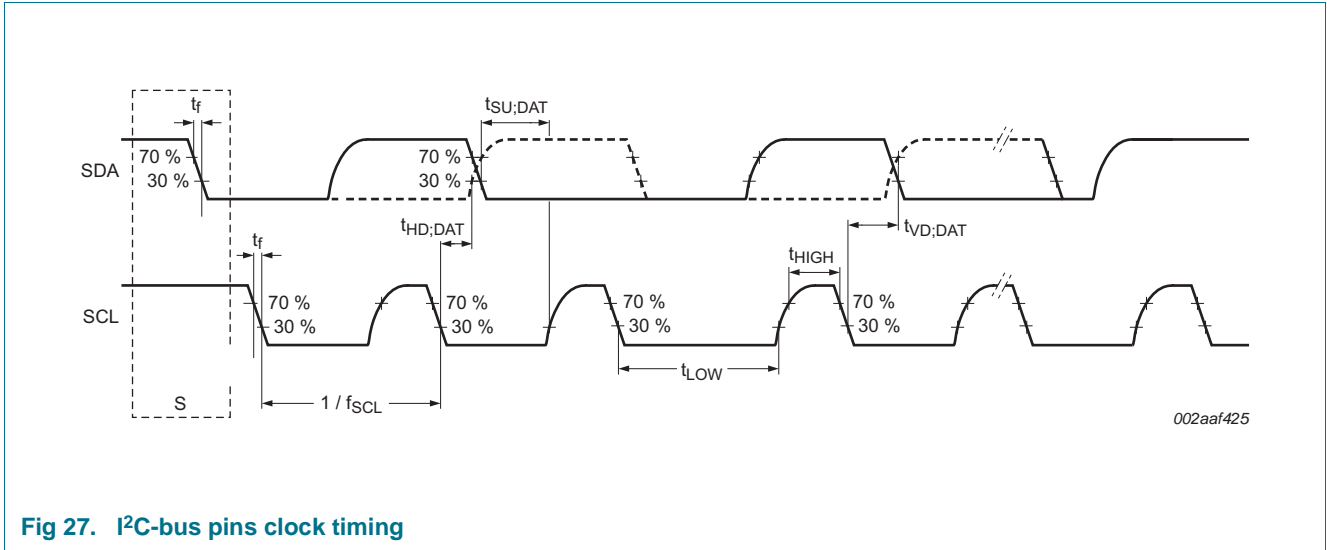 tf
tSU;DAT
70 %
30 %
70 %
30 %
SDA
tHD;DAT
tVD;DAT
tf
tHIGH
70 %
30 %
70 %
30 %
70 %
30 %
70 %
30 %
SCL
tLOW
S
1 / fSCL
002aaf425
Fig 27. I²C-bus pins clock timing